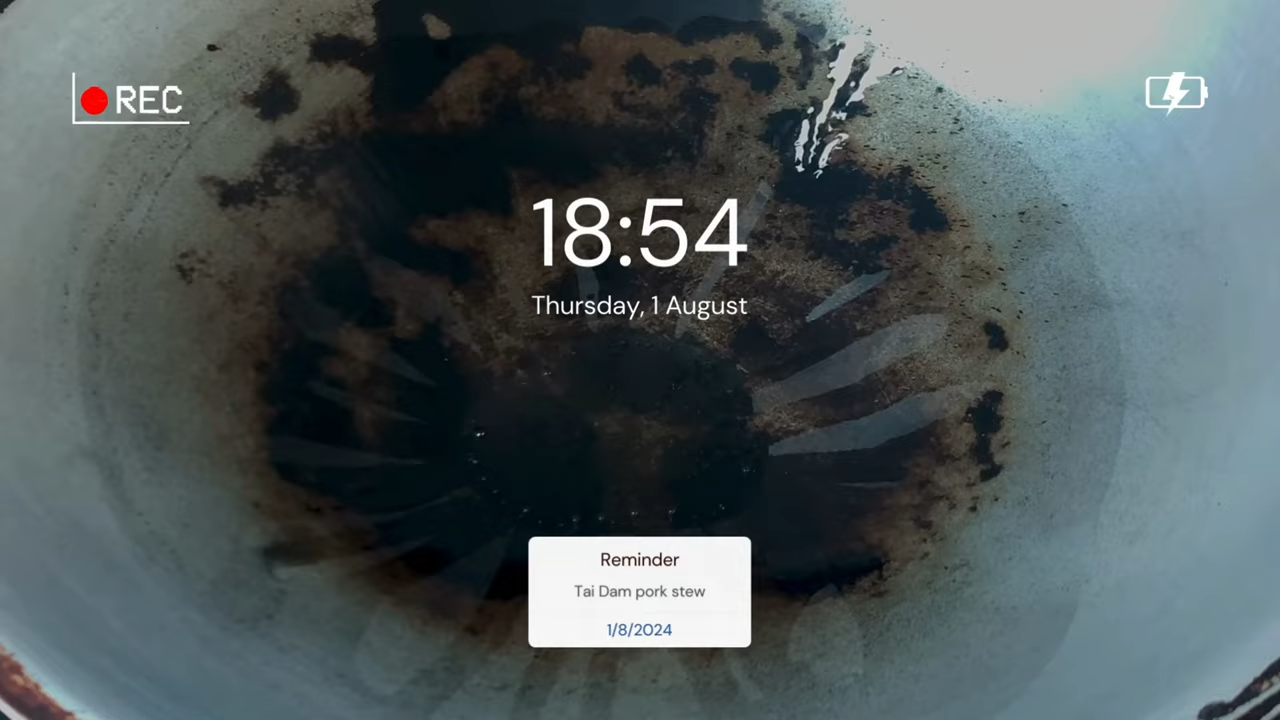 REC
18:54
Thursday, 1 August
Reminder
Tai Dam pork stew
1/8/2024